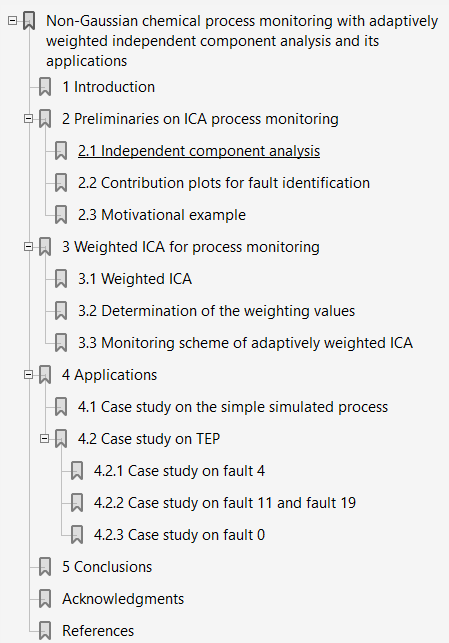 Non-Gaussian chemical process monitoring with adaptively
weighted independent component analysis and its
applications
1 Introduction
2 Preliminaries on ICA process monitoring
2.1 Independent component analysis
2.2 Contribution plots for fault identification
2.3 Motivational example
3 Weighted ICA for process monitoring
3.1 Weighted ICA
3.2 Determination of the weighting values
3.3 Monitoring scheme of adaptively weighted ICA
4 Applications
4.1 Case study on the simple simulated process
4.2 Case study on TEP
4.2.1 Case study on fault 4
4.2.2 Case study on fault 11 and fault 19
4.2.3 Case study on fault 0
5 Conclusions
Acknowledgments
References